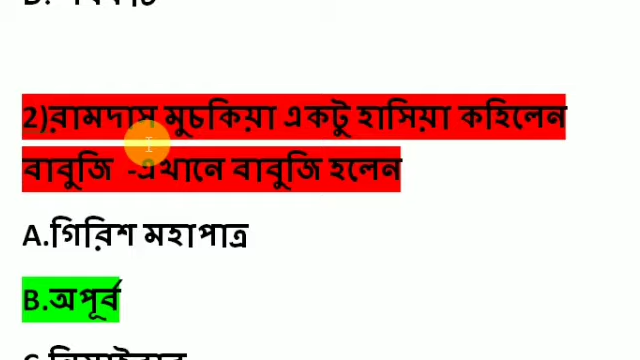 2)রামদাস মুচকিয়া একটু হাসিয়া কহিলেন
বাবুজি -এখানে বাবুজি হলেন
A.গিরিশ মহাপাত্র
B.অপূর্ব